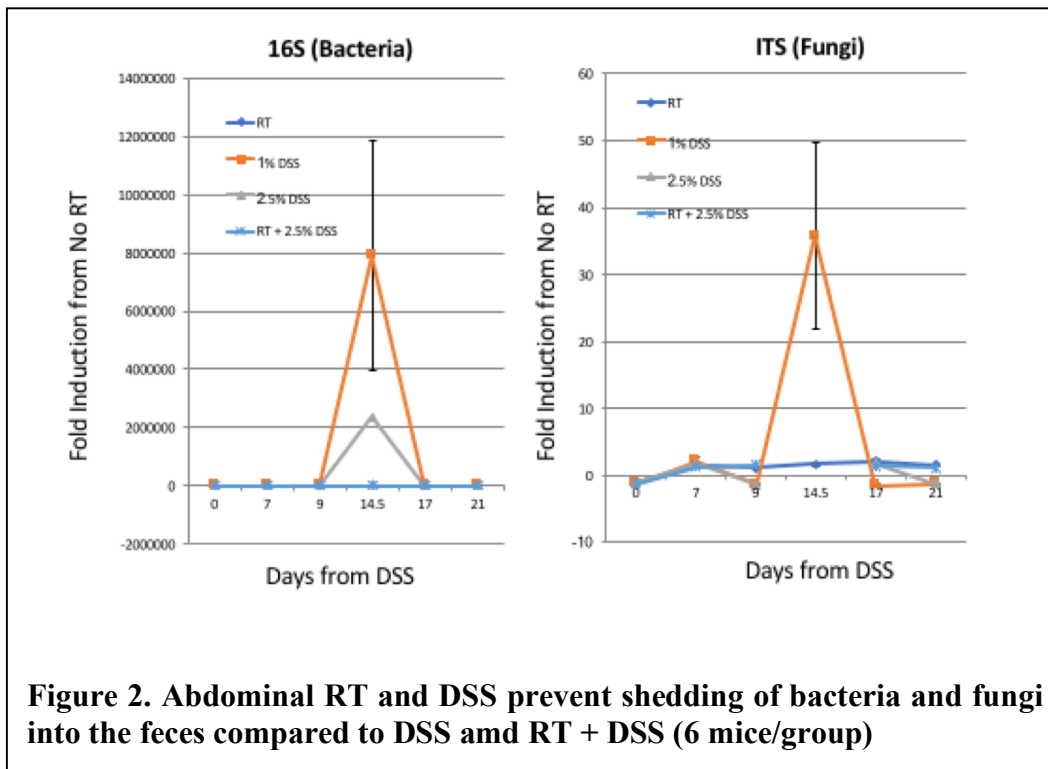 16S (Bacteria)
Fold Induction from No RT
14000000
12000000
10000000
8000000
6000000
4000000
2000000
0
-2000000
RT
1% DSS
2.5% DSS
RT + 2.5% DSS
0 7 9 14.5 17 21
Days from DSS
ITS (Fungi)
Fold Induction from No RT
60
50
40
30
20
10
0
-10
RT
1% DSS
2.5% DSS
RT + 2.5% DSS
0 7 9 14.5 17 21
Days from DSS
Figure 2. Abdominal RT and DSS prevent shedding of bacteria and fungi
into the feces compared to DSS amd RT + DSS (6 mice/group)